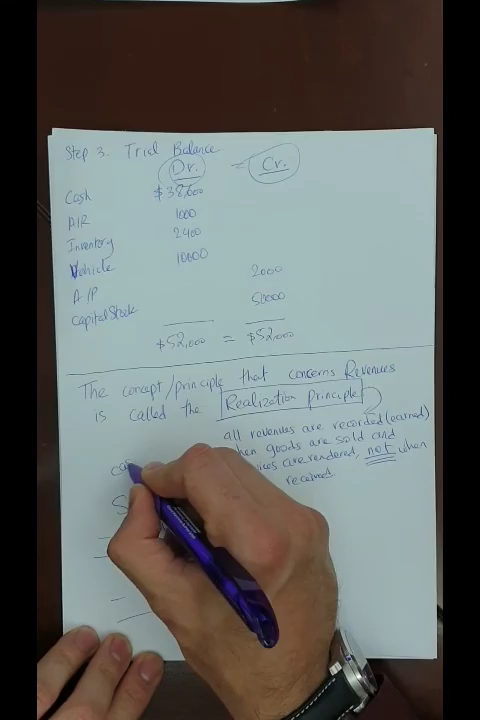 Step 3. Trial Balance
Dr. = Cr.
Cash $38,600
A/R 1000
Inventory 2400
Vehicle 10000
A/P 2000
Capital Stock 50000
$52,000 = $52,000
The concept/principle that concerns Revenues
is called the Realization principle
all revenues are recorded (earned)
when goods are sold and
are rendered, not when
received.